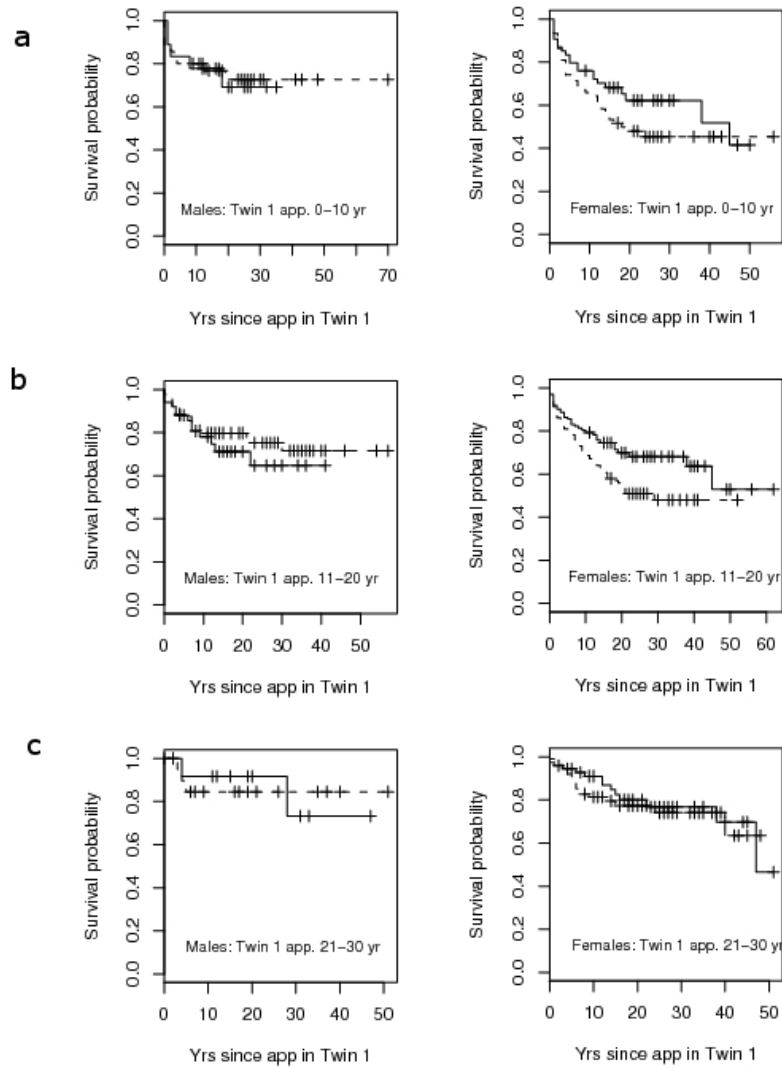 a
Survival probability
0.0 0.2 0.4 0.6 0.8 1.0
Males: Twin 1 app. 0–10 yr
0 10 30 50 70
Yrs since app in Twin 1
Survival probability
0.0 0.2 0.4 0.6 0.8 1.0
Females: Twin 1 app. 0–10 yr
0 10 20 30 40 50
Yrs since app in Twin 1
b
Survival probability
0.0 0.2 0.4 0.6 0.8 1.0
Males: Twin 1 app. 11–20 yr
0 10 20 30 40 50
Yrs since app in Twin 1
Survival probability
0.0 0.2 0.4 0.6 0.8 1.0
Females: Twin 1 app. 11–20 yr
0 10 20 30 40 50 60
Yrs since app in Twin 1
c
Survival probability
0.0 0.2 0.4 0.6 0.8 1.0
Males: Twin 1 app. 21–30 yr
0 10 20 30 40 50
Yrs since app in Twin 1
Survival probability
0.0 0.2 0.4 0.6 0.8 1.0
Females: Twin 1 app. 21–30 yr
0 10 20 30 40 50
Yrs since app in Twin 1